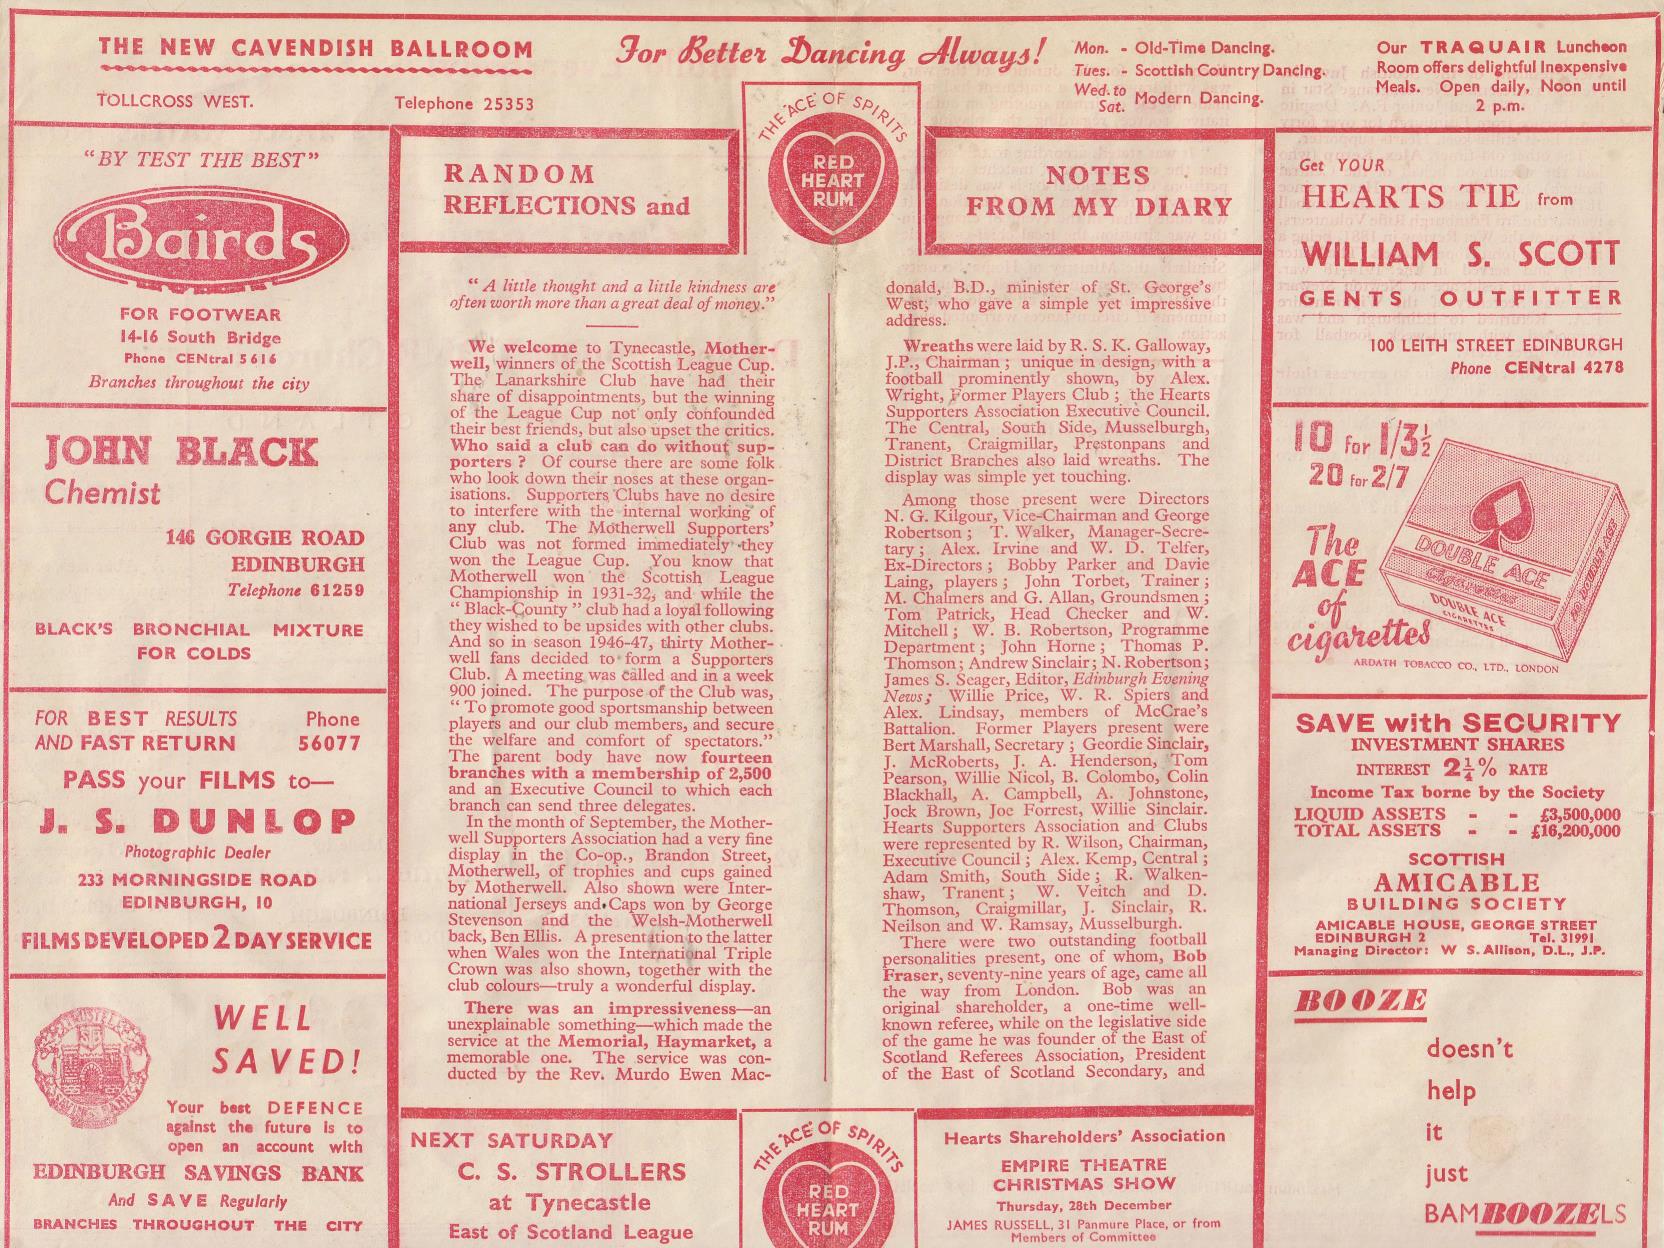 THE NEW CAVENDISH BALLROOM
TOLLCROSS WEST. Telephone 25353
For Better Dancing Always!
Mon. - Old-Time Dancing.
Tues. - Scottish Country Dancing.
Wed. to
Sat. Modern Dancing.
Our TRAQUAIR Luncheon
Room offers delightful Inexpensive
Meals. Open daily, Noon until
2 p.m.
"BY TEST THE BEST"
Bairds
FOR FOOTWEAR
14-16 South Bridge
Phone CENtral 5616
Branches throughout the city
JOHN BLACK
Chemist
146 GORGIE ROAD
EDINBURGH
Telephone 61259
BLACK'S BRONCHIAL MIXTURE
FOR COLDS
FOR BEST RESULTS Phone
AND FAST RETURN 56077
PASS your FILMS to—
J. S. DUNLOP
Photographic Dealer
233 MORNINGSIDE ROAD
EDINBURGH, 10
FILMS DEVELOPED 2 DAY SERVICE
WELL
SAVED!
Your best DEFENCE
against the future is to
open an account with
EDINBURGH SAVINGS BANK
And SAVE Regularly
BRANCHES THROUGHOUT THE CITY
RANDOM
REFLECTIONS and
THE 'ACE' OF SPIRITS
RED
HEART
RUM
NOTES
FROM MY DIARY
"A little thought and a little kindness are
often worth more than a great deal of money."
We welcome to Tynecastle, Mother-
well, winners of the Scottish League Cup.
The Lanarkshire Club have had their
share of disappointments, but the winning
of the League Cup not only confounded
their best friends, but also upset the critics.
Who said a club can do without sup-
porters ? Of course there are some folk
who look down their noses at these organ-
isations. Supporters Clubs have no desire
to interfere with the internal working of
any club. The Motherwell Supporters'
Club was not formed immediately they
won the League Cup. You know that
Motherwell won the Scottish League
Championship in 1931-32, and while the
"Black-County" club had a loyal following
they wished to be upsides with other clubs.
And so in season 1946-47, thirty Mother-
well fans decided to form a Supporters
Club. A meeting was called and in a week
900 joined. The purpose of the Club was,
"To promote good sportsmanship between
players and our club members, and secure
the welfare and comfort of spectators."
The parent body have now fourteen
branches with a membership of 2,500
and an Executive Council to which each
branch can send three delegates.
In the month of September, the Mother-
well Supporters Association had a very fine
display in the Co-op., Brandon Street,
Motherwell, of trophies and cups gained
by Motherwell. Also shown were Inter-
national Jerseys and Caps won by George
Stevenson and the Welsh-Motherwell
back, Ben Ellis. A presentation to the latter
when Wales won the International Triple
Crown was also shown, together with the
club colours—truly a wonderful display.
There was an impressiveness—an
unexplainable something—which made the
service at the Memorial, Haymarket, a
memorable one. The service was con-
ducted by the Rev. Murdo Ewen Mac-
donald, B.D., minister of St. George's
West, who gave a simple yet impressive
address.
Wreaths were laid by R. S. K. Galloway,
J.P., Chairman ; unique in design, with a
football prominently shown, by Alex.
Wright, Former Players Club ; the Hearts
Supporters Association Executive Council.
The Central, South Side, Musselburgh,
Tranent, Craigmillar, Prestonpans and
District Branches also laid wreaths. The
display was simple yet touching.
Among those present were Directors
N. G. Kilgour, Vice-Chairman and George
Robertson ; T. Walker, Manager-Secre-
tary ; Alex. Irvine and W. D. Telfer,
Ex-Directors ; Bobby Parker and Davie
Laing, players ; John Torbet, Trainer ;
M. Chalmers and G. Allan, Groundsmen ;
Tom Patrick, Head Checker and W.
Mitchell ; W. B. Robertson, Programme
Department ; John Horne ; Thomas P.
Thomson ; Andrew Sinclair ; N. Robertson ;
James S. Seager, Editor, Edinburgh Evening
News ; Willie Price, W. R. Spiers and
Alex. Lindsay, members of McCrae's
Battalion. Former Players present were
Bert Marshall, Secretary ; Geordie Sinclair,
J. McRoberts, J. A. Henderson, Tom
Pearson, Willie Nicol, B. Colombo, Colin
Blackhall, A. Campbell, A. Johnstone,
Jock Brown, Joe Forrest, Willie Sinclair.
Hearts Supporters Association and Clubs
were represented by R. Wilson, Chairman,
Executive Council ; Alex. Kemp, Central ;
Adam Smith, South Side ; R. Walken-
shaw, Tranent ; W. Veitch and D.
Thomson, Craigmillar, J. Sinclair, R.
Neilson and W. Ramsay, Musselburgh.
There were two outstanding football
personalities present, one of whom, Bob
Fraser, seventy-nine years of age, came all
the way from London. Bob was an
original shareholder, a one-time well-
known referee, while on the legislative side
of the game he was founder of the East of
Scotland Referees Association, President
of the East of Scotland Secondary, and
NEXT SATURDAY
C. S. STROLLERS
at Tynecastle
East of Scotland League
THE 'ACE' OF SPIRITS
RED
HEART
RUM
Hearts Shareholders' Association
EMPIRE THEATRE
CHRISTMAS SHOW
Thursday, 28th December
JAMES RUSSELL, 31 Panmure Place, or from
Members of Committee
Get YOUR
HEARTS TIE from
WILLIAM S. SCOTT
GENTS OUTFITTER
100 LEITH STREET EDINBURGH
Phone CENtral 4278
10 for 1/3½
20 for 2/7
The
ACE
of
cigarettes
DOUBLE ACE
Cigarettes
DOUBLE ACE
CIGARETTES
ARDATH TOBACCO CO., LTD., LONDON
SAVE with SECURITY
INVESTMENT SHARES
INTEREST 2¼% RATE
Income Tax borne by the Society
LIQUID ASSETS - - £3,500,000
TOTAL ASSETS - - £16,200,000
SCOTTISH
AMICABLE
BUILDING SOCIETY
AMICABLE HOUSE, GEORGE STREET
EDINBURGH 2 Tel. 31991
Managing Director: W S. Allison, D.L., J.P.
BOOZE
doesn't
help
it
just
BAMBOOZELS